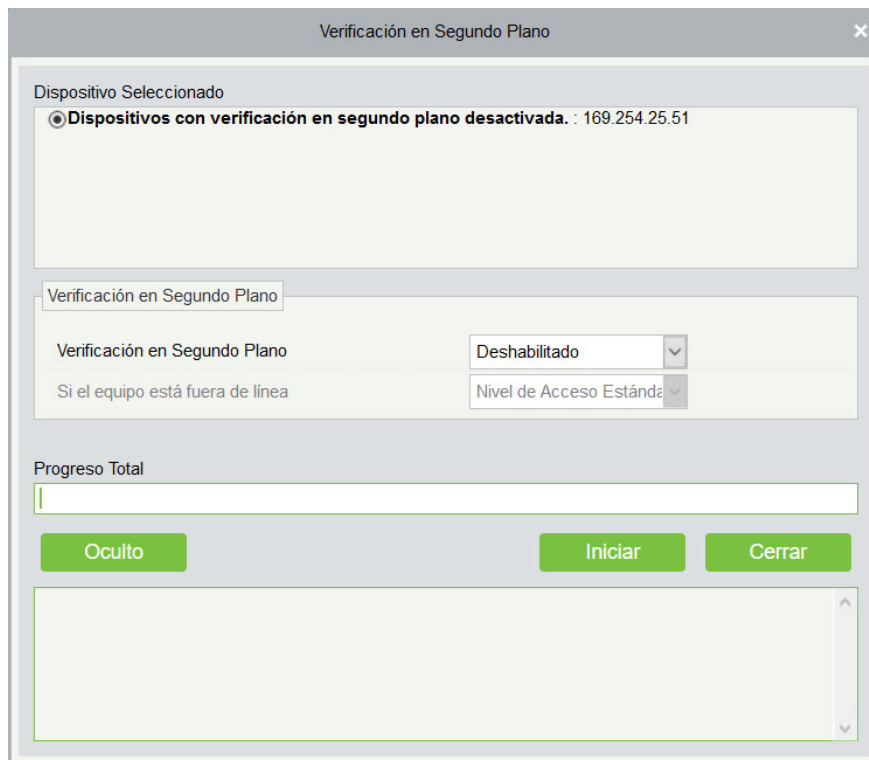 Verificación en Segundo Plano
Dispositivo Seleccionado
Dispositivos con verificación en segundo plano desactivada. : 169.254.25.51
Verificación en Segundo Plano
Verificación en Segundo Plano Deshabilitado
Si el equipo está fuera de línea Nivel de Acceso Estánda
Progreso Total
Oculto Iniciar Cerrar